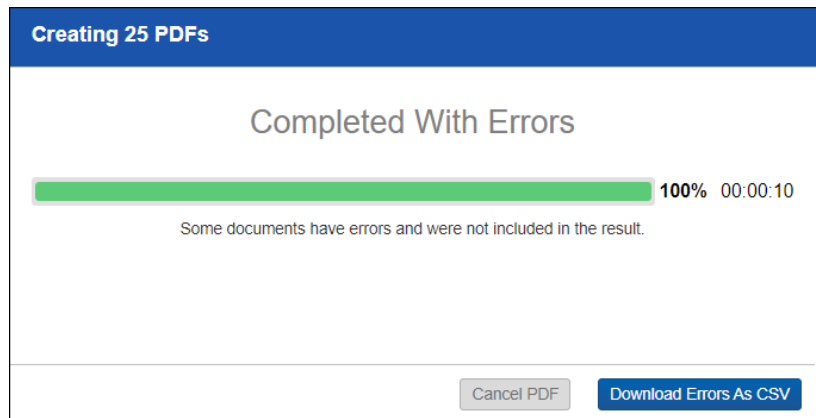 Creating 25 PDFs
Completed With Errors
100% 00:00:10
Some documents have errors and were not included in the result.
Cancel PDF Download Errors As CSV